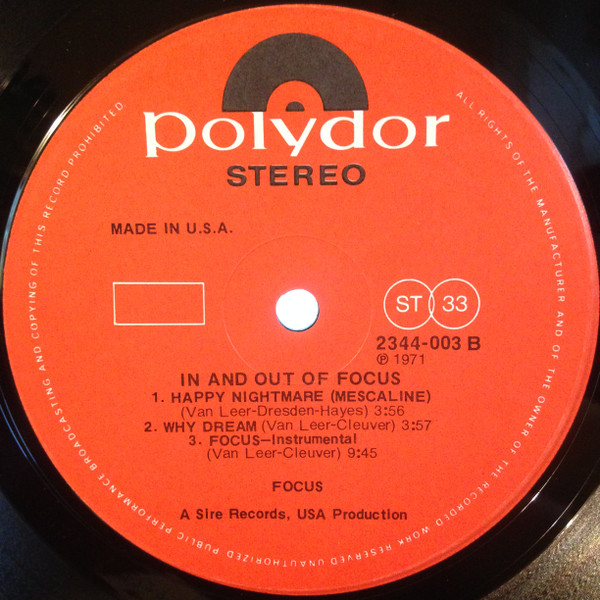 polydor
STEREO
MADE IN U.S.A.
ST 33
2344-003 B
℗ 1971
IN AND OUT OF FOCUS
1. HAPPY NIGHTMARE (MESCALINE)
(Van Leer-Dresden-Hayes) 3:56
2. WHY DREAM (Van Leer-Cleuver) 3:57
3. FOCUS—Instrumental
(Van Leer-Cleuver) 9:45
FOCUS
A Sire Records, USA Production
ALL RIGHTS OF THE MANUFACTURER AND OF THE OWNER OF THE RECORDED WORK RESERVED UNAUTHORIZED PUBLIC PERFORMANCE BROADCASTING AND COPYING OF THIS RECORD PROHIBITED.